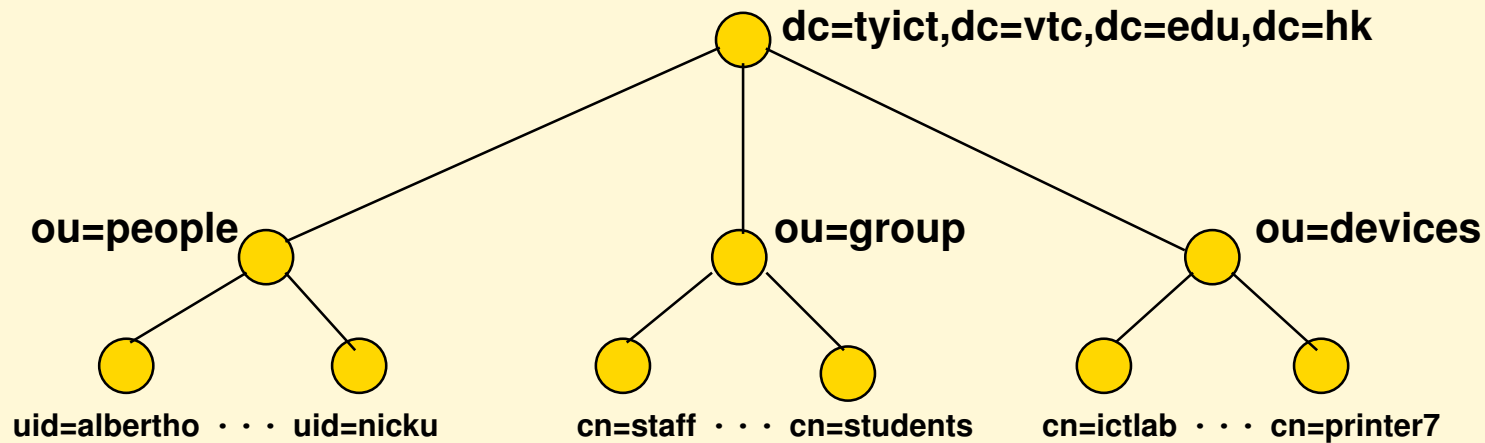 dc=tyict,dc=vtc,dc=edu,dc=hk
ou=people
ou=group
ou=devices
uid=albertho · · · uid=nicku
cn=staff · · · cn=students
cn=ictlab · · · cn=printer7